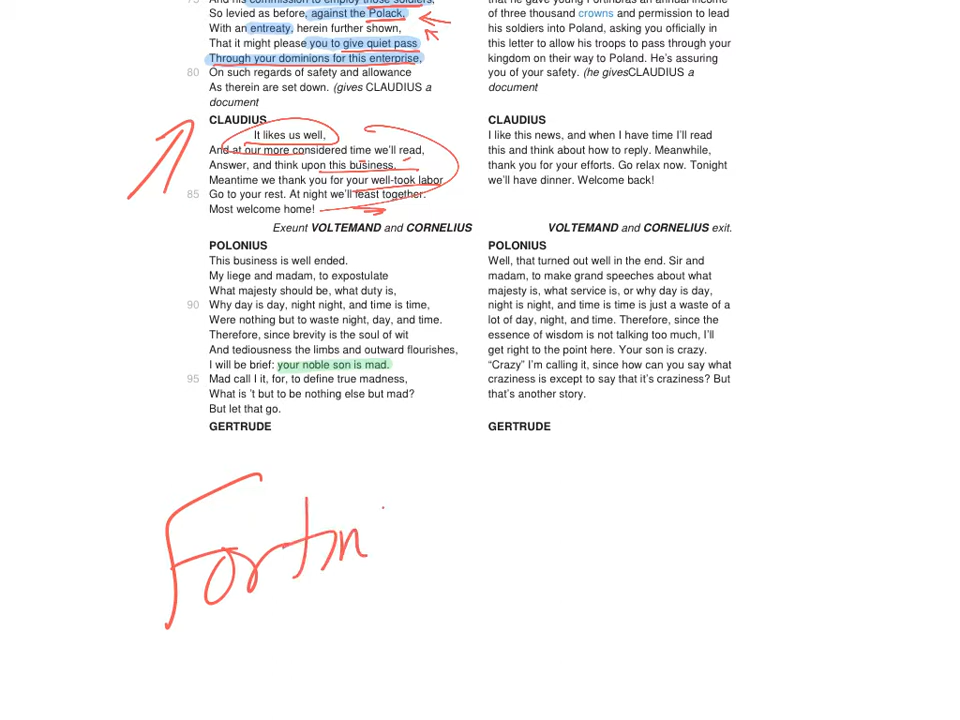 75
And his commission to employ those soldiers,
So levied as before, against the Polack,
With an entreaty, herein further shown,
That it might please you to give quiet pass
Through your dominions for this enterprise,
80 On such regards of safety and allowance
As therein are set down. (gives CLAUDIUS a
document
CLAUDIUS
It likes us well,
And at our more considered time we’ll read,
Answer, and think upon this business.
Meantime we thank you for your well-took labor
85 Go to your rest. At night we’ll feast together.
Most welcome home!
Exeunt VOLTEMAND and CORNELIUS
POLONIUS
This business is well ended.
My liege and madam, to expostulate
What majesty should be, what duty is,
90 Why day is day, night night, and time is time,
Were nothing but to waste night, day, and time.
Therefore, since brevity is the soul of wit
And tediousness the limbs and outward flourishes,
I will be brief: your noble son is mad.
95 Mad call I it, for, to define true madness,
What is ’t but to be nothing else but mad?
But let that go.
GERTRUDE
that he gave young Fortinbras an annual income
of three thousand crowns and permission to lead
his soldiers into Poland, asking you officially in
this letter to allow his troops to pass through your
kingdom on their way to Poland. He’s assuring
you of your safety. (he givesCLAUDIUS a
document
CLAUDIUS
I like this news, and when I have time I’ll read
this and think about how to reply. Meanwhile,
thank you for your efforts. Go relax now. Tonight
we’ll have dinner. Welcome back!
VOLTEMAND and CORNELIUS exit.
POLONIUS
Well, that turned out well in the end. Sir and
madam, to make grand speeches about what
majesty is, what service is, or why day is day,
night is night, and time is time is just a waste of a
lot of day, night, and time. Therefore, since the
essence of wisdom is not talking too much, I’ll
get right to the point here. Your son is crazy.
“Crazy” I’m calling it, since how can you say what
craziness is except to say that it’s craziness? But
that’s another story.
GERTRUDE
Fortin